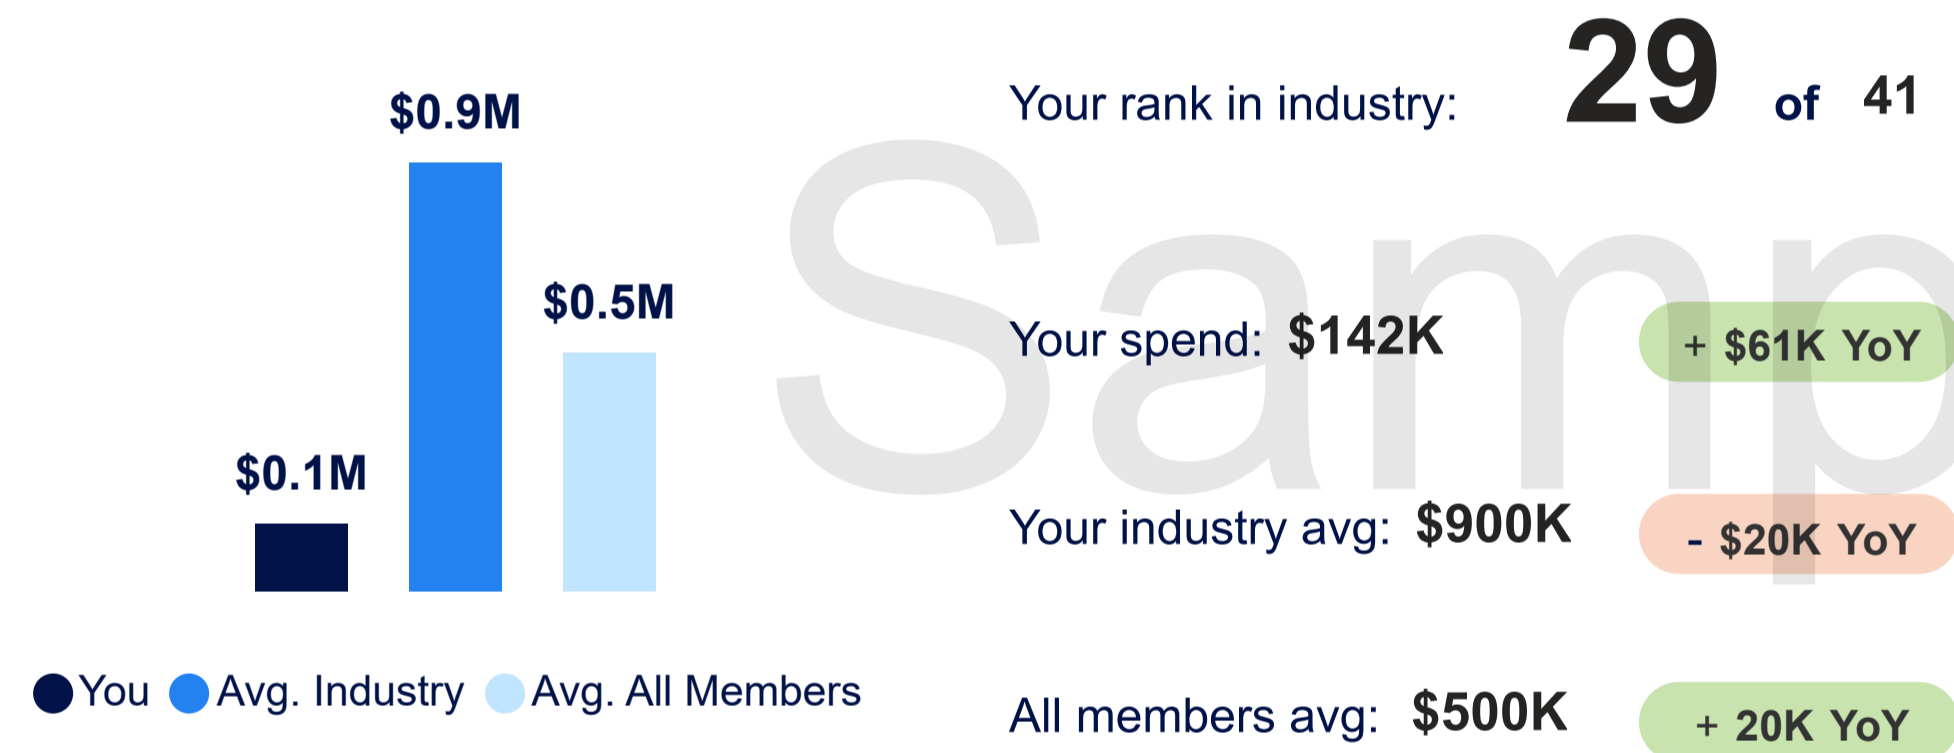 $0.9M
$0.5M
$0.1M
You Avg. Industry Avg. All Members
Your rank in industry: 29 of 41
Your spend: $142K + $61K YoY
Your industry avg: $900K - $20K YoY
All members avg: $500K + 20K YoY
Samp